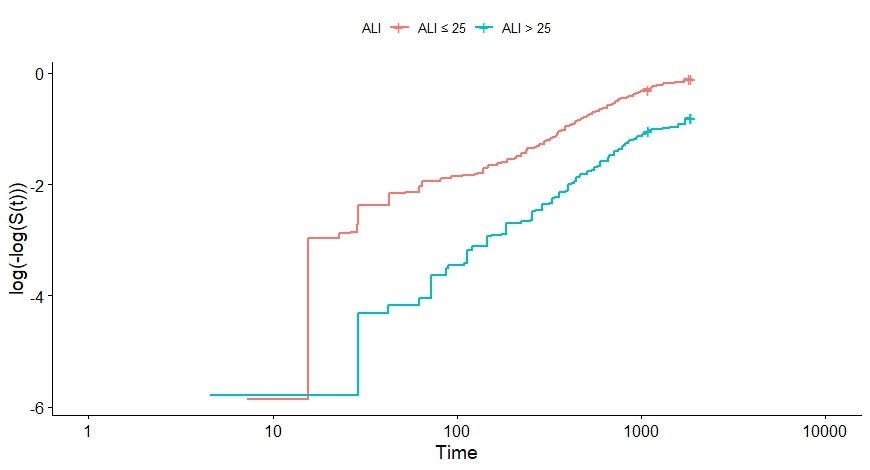 ALI ALI ≤ 25 ALI > 25
0
-2
-4
-6
log(-log(S(t)))
1 10 100 1000 10000
Time